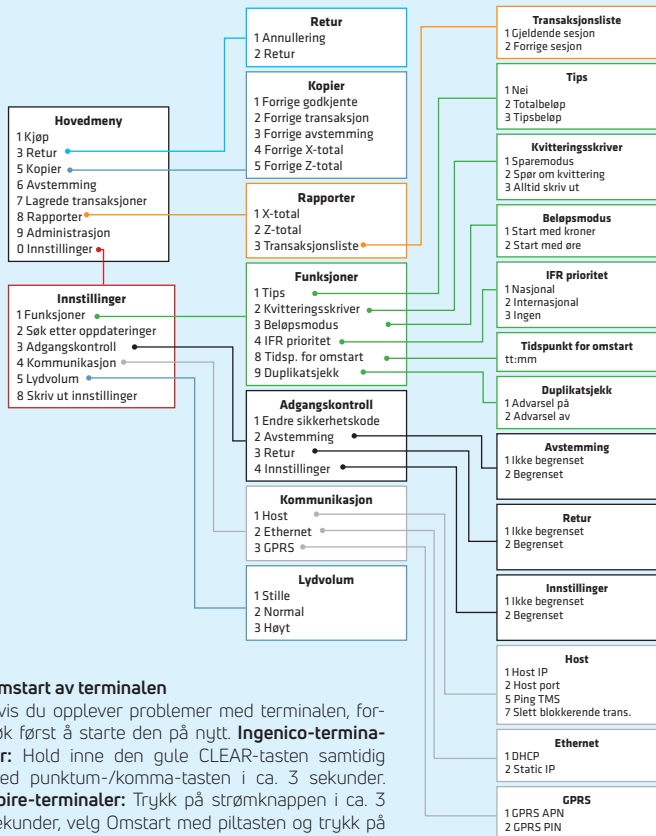 Hovedmeny
1 Kjøp
3 Retur
5 Kopier
6 Avstemming
7 Lagrede transaksjoner
8 Rapporter
9 Administrasjon
0 Innstillinger
Innstillinger
1 Funksjoner
2 Søk etter oppdateringer
3 Adgangskontroll
4 Kommunikasjon
5 Lydvolum
8 Skriv ut innstillinger
Retur
1 Annullering
2 Retur
Kopier
1 Forrige godkjente
2 Forrige transaksjon
3 Forrige avstemming
4 Forrige X-total
5 Forrige Z-total
Rapporter
1 X-total
2 Z-total
3 Transaksjonsliste
Funksjoner
1 Tips
2 Kvitteringsskriver
3 Beløpsmodus
4 IFR prioritet
8 Tidsp. for omstart
9 Duplikatsjekk
Adgangskontroll
1 Endre sikkerhetskode
2 Avstemming
3 Retur
4 Innstillinger
Kommunikasjon
1 Host
2 Ethernet
3 GPRS
Lydvolum
1 Stille
2 Normal
3 Høyt
Transaksjonsliste
1 Gjeldende sesjon
2 Forrige sesjon
Tips
1 Nei
2 Totalbeløp
3 Tipsbeløp
Kvitteringsskriver
1 Sparemodus
2 Spør om kvittering
3 Alltid skriv ut
Beløpsmodus
1 Start med kroner
2 Start med øre
IFR prioritet
1 Nasjonal
2 Internasjonal
3 Ingen
Tidspunkt for omstart
tt:mm
Duplikatsjekk
1 Advarsel på
2 Advarsel av
Avstemming
1 Ikke begrenset
2 Begrenset
Retur
1 Ikke begrenset
2 Begrenset
Innstillinger
1 Ikke begrenset
2 Begrenset
Host
1 Host IP
2 Host port
5 Ping TMS
7 Slett blokkerende trans.
Ethernet
1 DHCP
2 Static IP
GPRS
1 GPRS APN
2 GPRS PIN
mstart av terminalen
vis du opplever problemer med terminalen, for-
øk først å starte den på nytt. Ingenico-termina-
r: Hold inne den gule CLEAR-tasten samtidig
ed punktum-/komma-tasten i ca. 3 sekunder.
pire-terminaler: Trykk på strømknappen i ca. 3
ekunder, velg Omstart med piltasten og trykk på